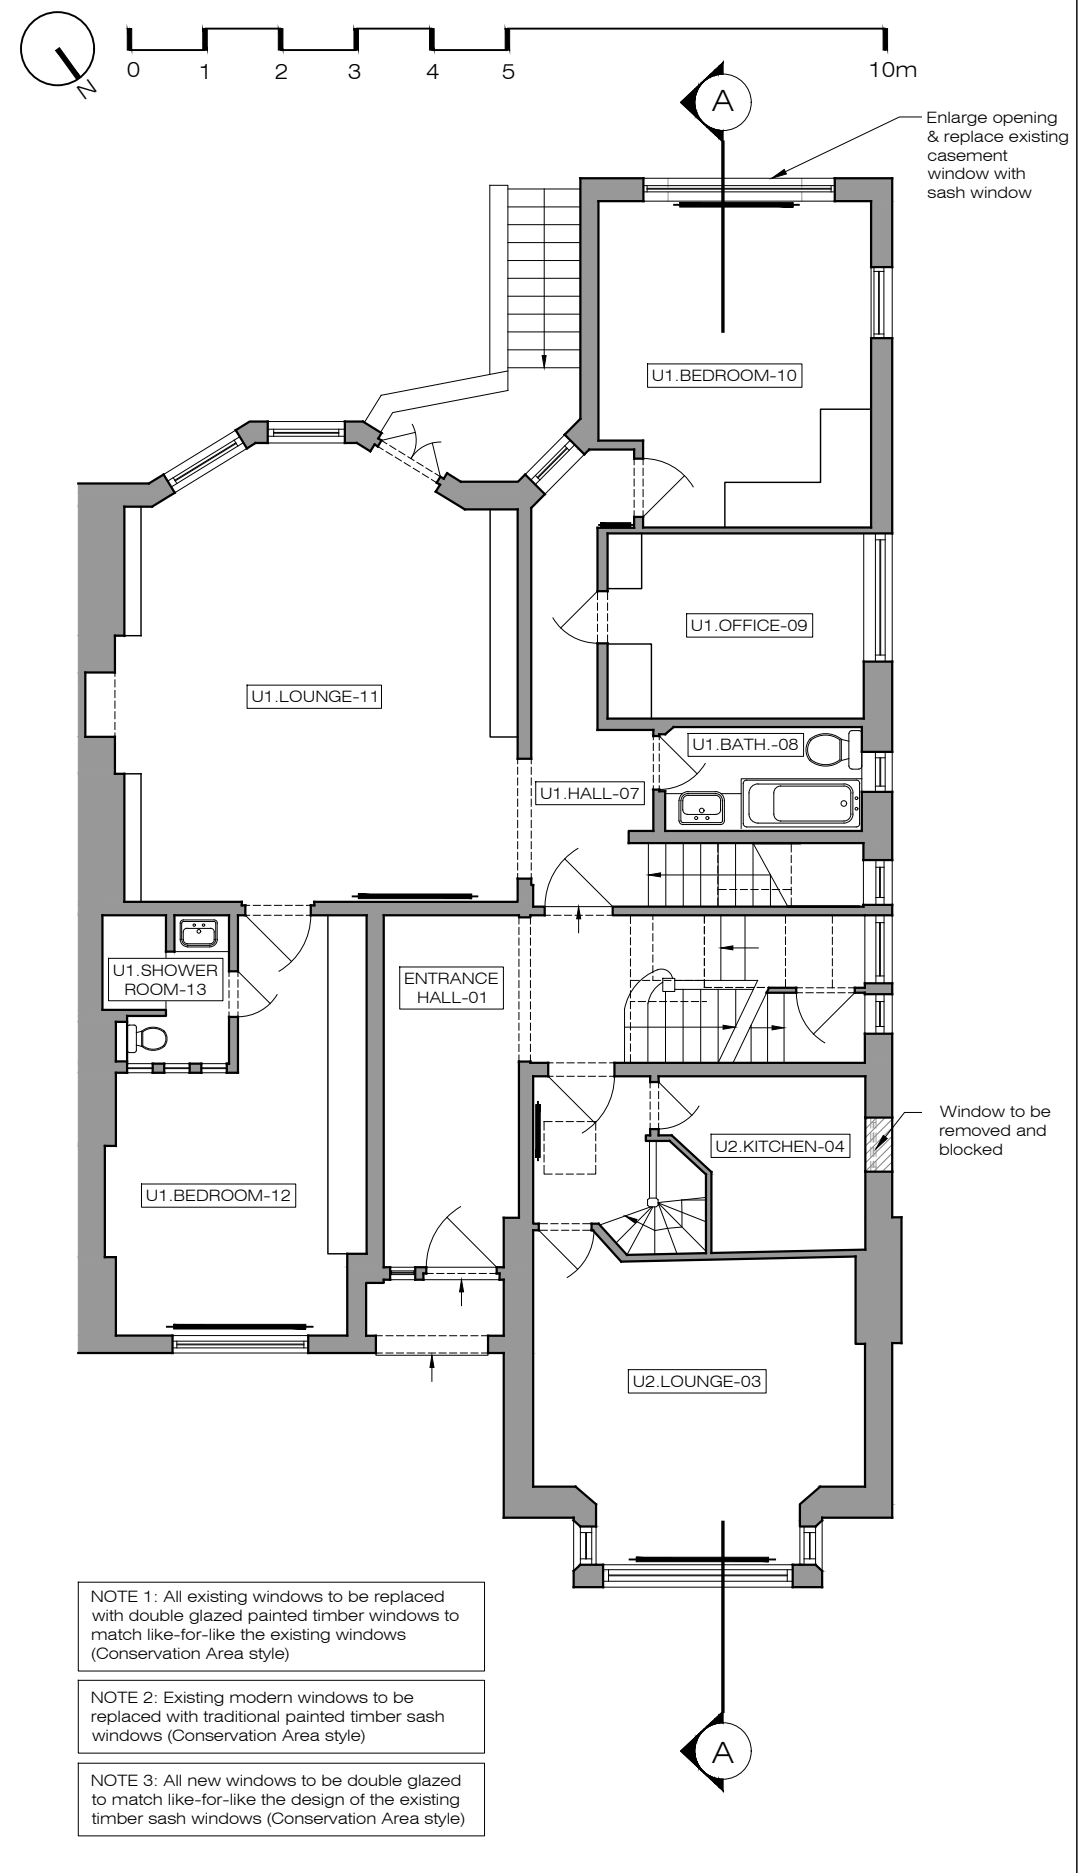 N
0 1 2 3 4 5 10m
A
Enlarge opening
& replace existing
casement
window with
sash window
U1.BEDROOM-10
U1.OFFICE-09
U1.LOUNGE-11
U1.BATH.-08
U1.HALL-07
U1.SHOWER
ROOM-13
ENTRANCE
HALL-01
Window to be
removed and
blocked
U2.KITCHEN-04
U1.BEDROOM-12
U2.LOUNGE-03
NOTE 1: All existing windows to be replaced
with double glazed painted timber windows to
match like-for-like the existing windows
(Conservation Area style)
NOTE 2: Existing modern windows to be
replaced with traditional painted timber sash
windows (Conservation Area style)
A
NOTE 3: All new windows to be double glazed
to match like-for-like the design of the existing
timber sash windows (Conservation Area style)